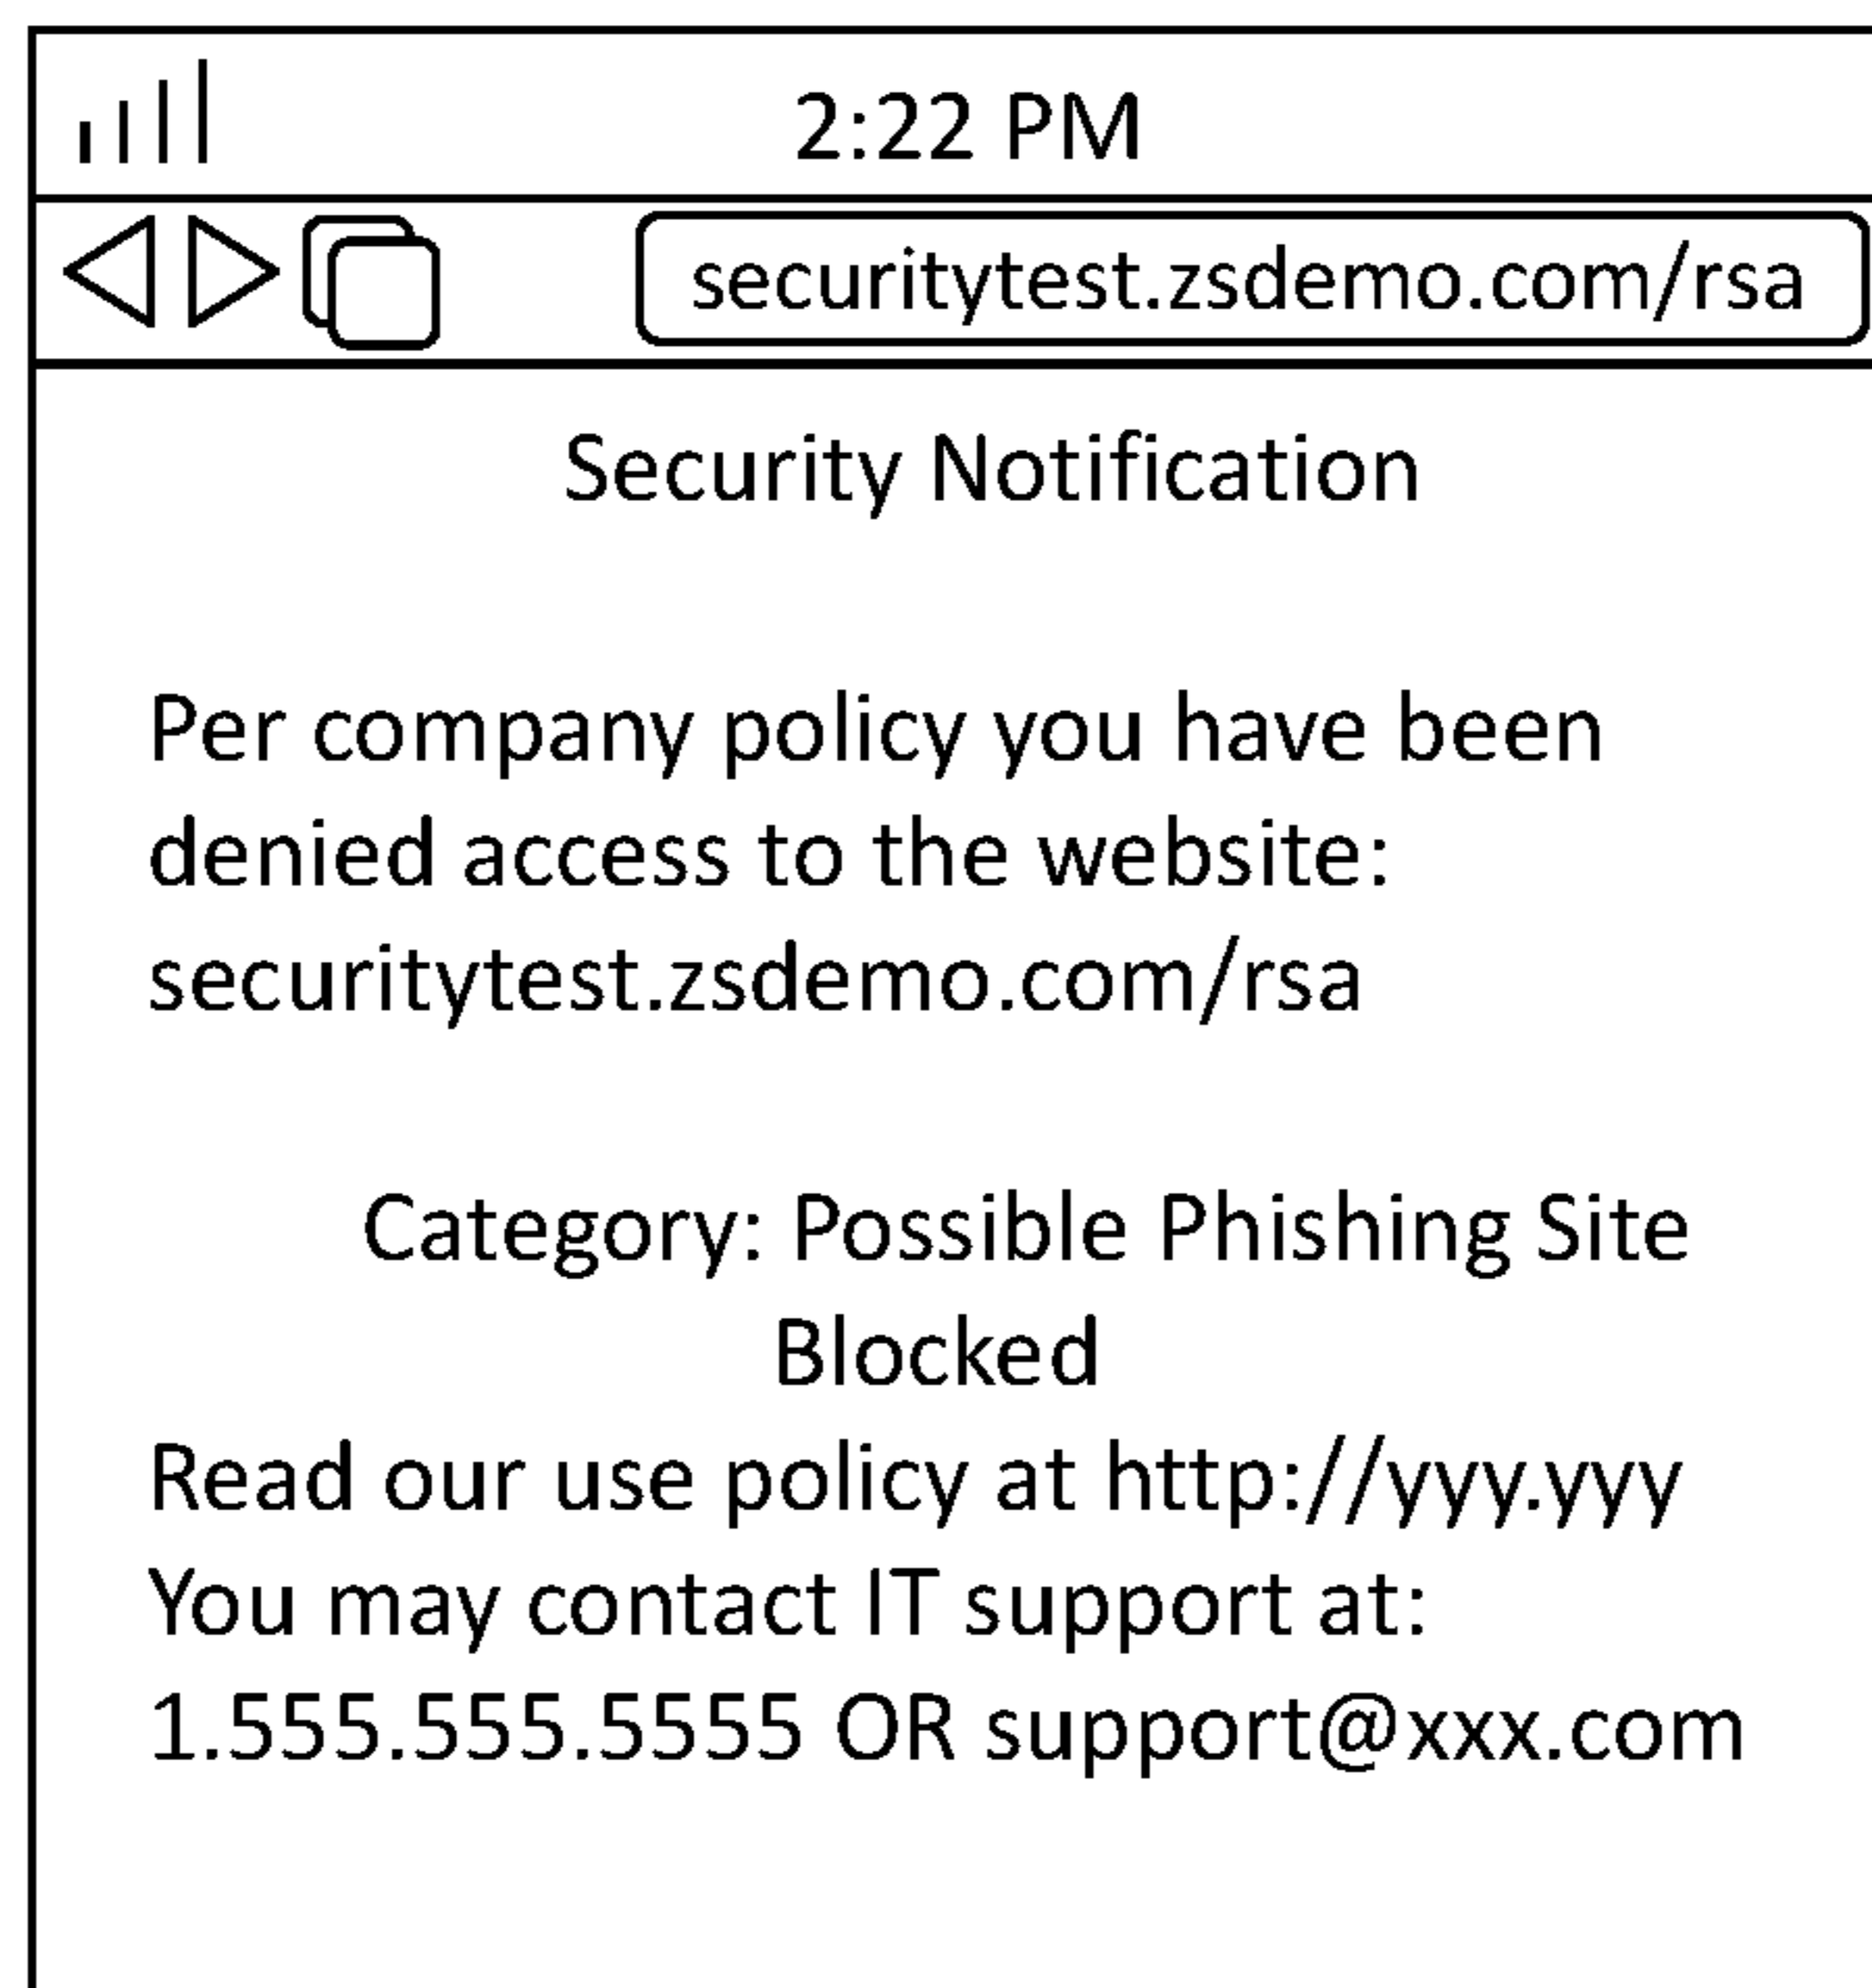 2:22 PM
securitytest.zsdemo.com/rsa
Security Notification
Per company policy you have been
denied access to the website:
securitytest.zsdemo.com/rsa
Category: Possible Phishing Site
Blocked
Read our use policy at http://yyy.yyy
You may contact IT support at:
1.555.555.5555 OR support@xxx.com